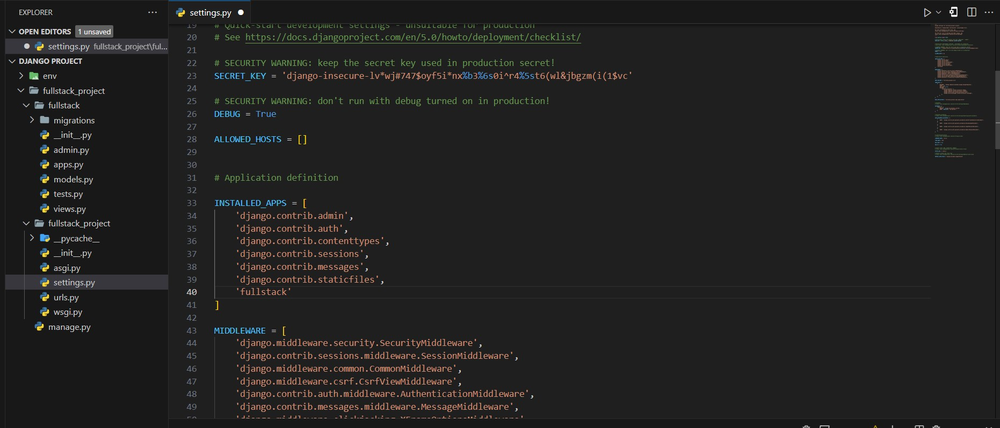 EXPLORER
OPEN EDITORS 1 unsaved
settings.py fullstack_project\ful...
DJANGO PROJECT
env
fullstack_project
fullstack
migrations
__init__.py
admin.py
apps.py
models.py
tests.py
views.py
fullstack_project
__pycache__
__init__.py
asgi.py
settings.py
urls.py
wsgi.py
manage.py
settings.py
19 # Quick-start development settings - unsuitable for production
20 # See https://docs.djangoproject.com/en/5.0/howto/deployment/checklist/
21
22 # SECURITY WARNING: keep the secret key used in production secret!
23 SECRET_KEY = 'django-insecure-lv*wj#747$oyf5i*nx%b3%6s0i^r4%5st6(wl&jbgzm(i(1$vc'
24
25 # SECURITY WARNING: don't run with debug turned on in production!
26 DEBUG = True
27
28 ALLOWED_HOSTS = []
29
30
31 # Application definition
32
33 INSTALLED_APPS = [
34 'django.contrib.admin',
35 'django.contrib.auth',
36 'django.contrib.contenttypes',
37 'django.contrib.sessions',
38 'django.contrib.messages',
39 'django.contrib.staticfiles',
40 'fullstack'
41 ]
42
43 MIDDLEWARE = [
44 'django.middleware.security.SecurityMiddleware',
45 'django.contrib.sessions.middleware.SessionMiddleware',
46 'django.middleware.common.CommonMiddleware',
47 'django.middleware.csrf.CsrfViewMiddleware',
48 'django.contrib.auth.middleware.AuthenticationMiddleware',
49 'django.contrib.messages.middleware.MessageMiddleware',
50 'django.middleware.clickjacking.XFrameOptionsMiddleware',